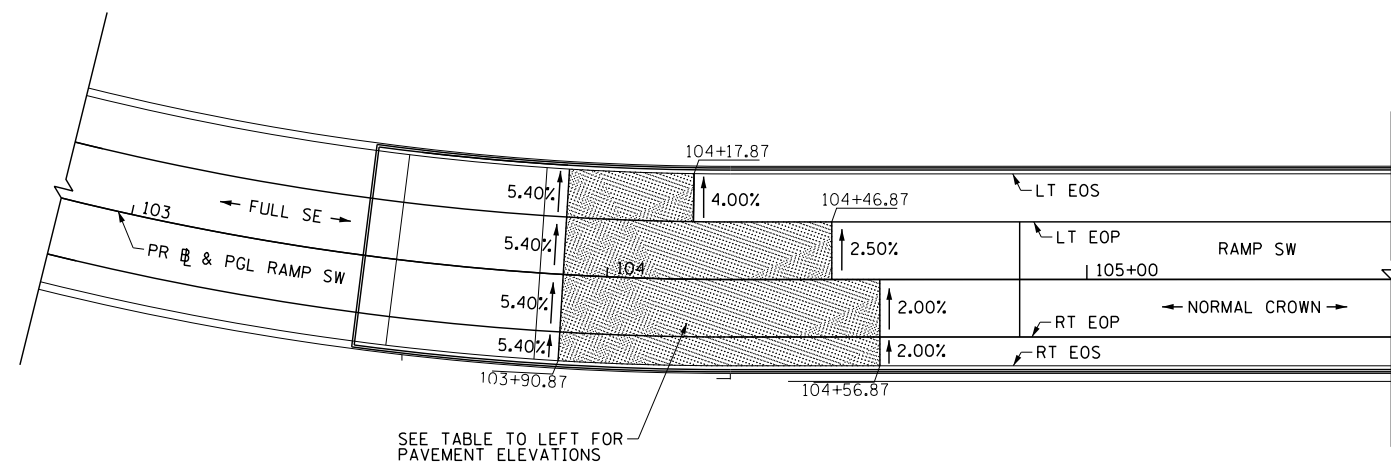 104+17.87
5.40%
4.00%
LT EOS
104+46.87
103
FULL SE
5.40%
2.50%
LT EOP
RAMP SW
PR ⅊ & PGL RAMP SW
104
105+00
5.40%
2.00%
NORMAL CROWN
RT EOP
5.40%
2.00%
RT EOS
103+90.87
104+56.87
SEE TABLE TO LEFT FOR
PAVEMENT ELEVATIONS